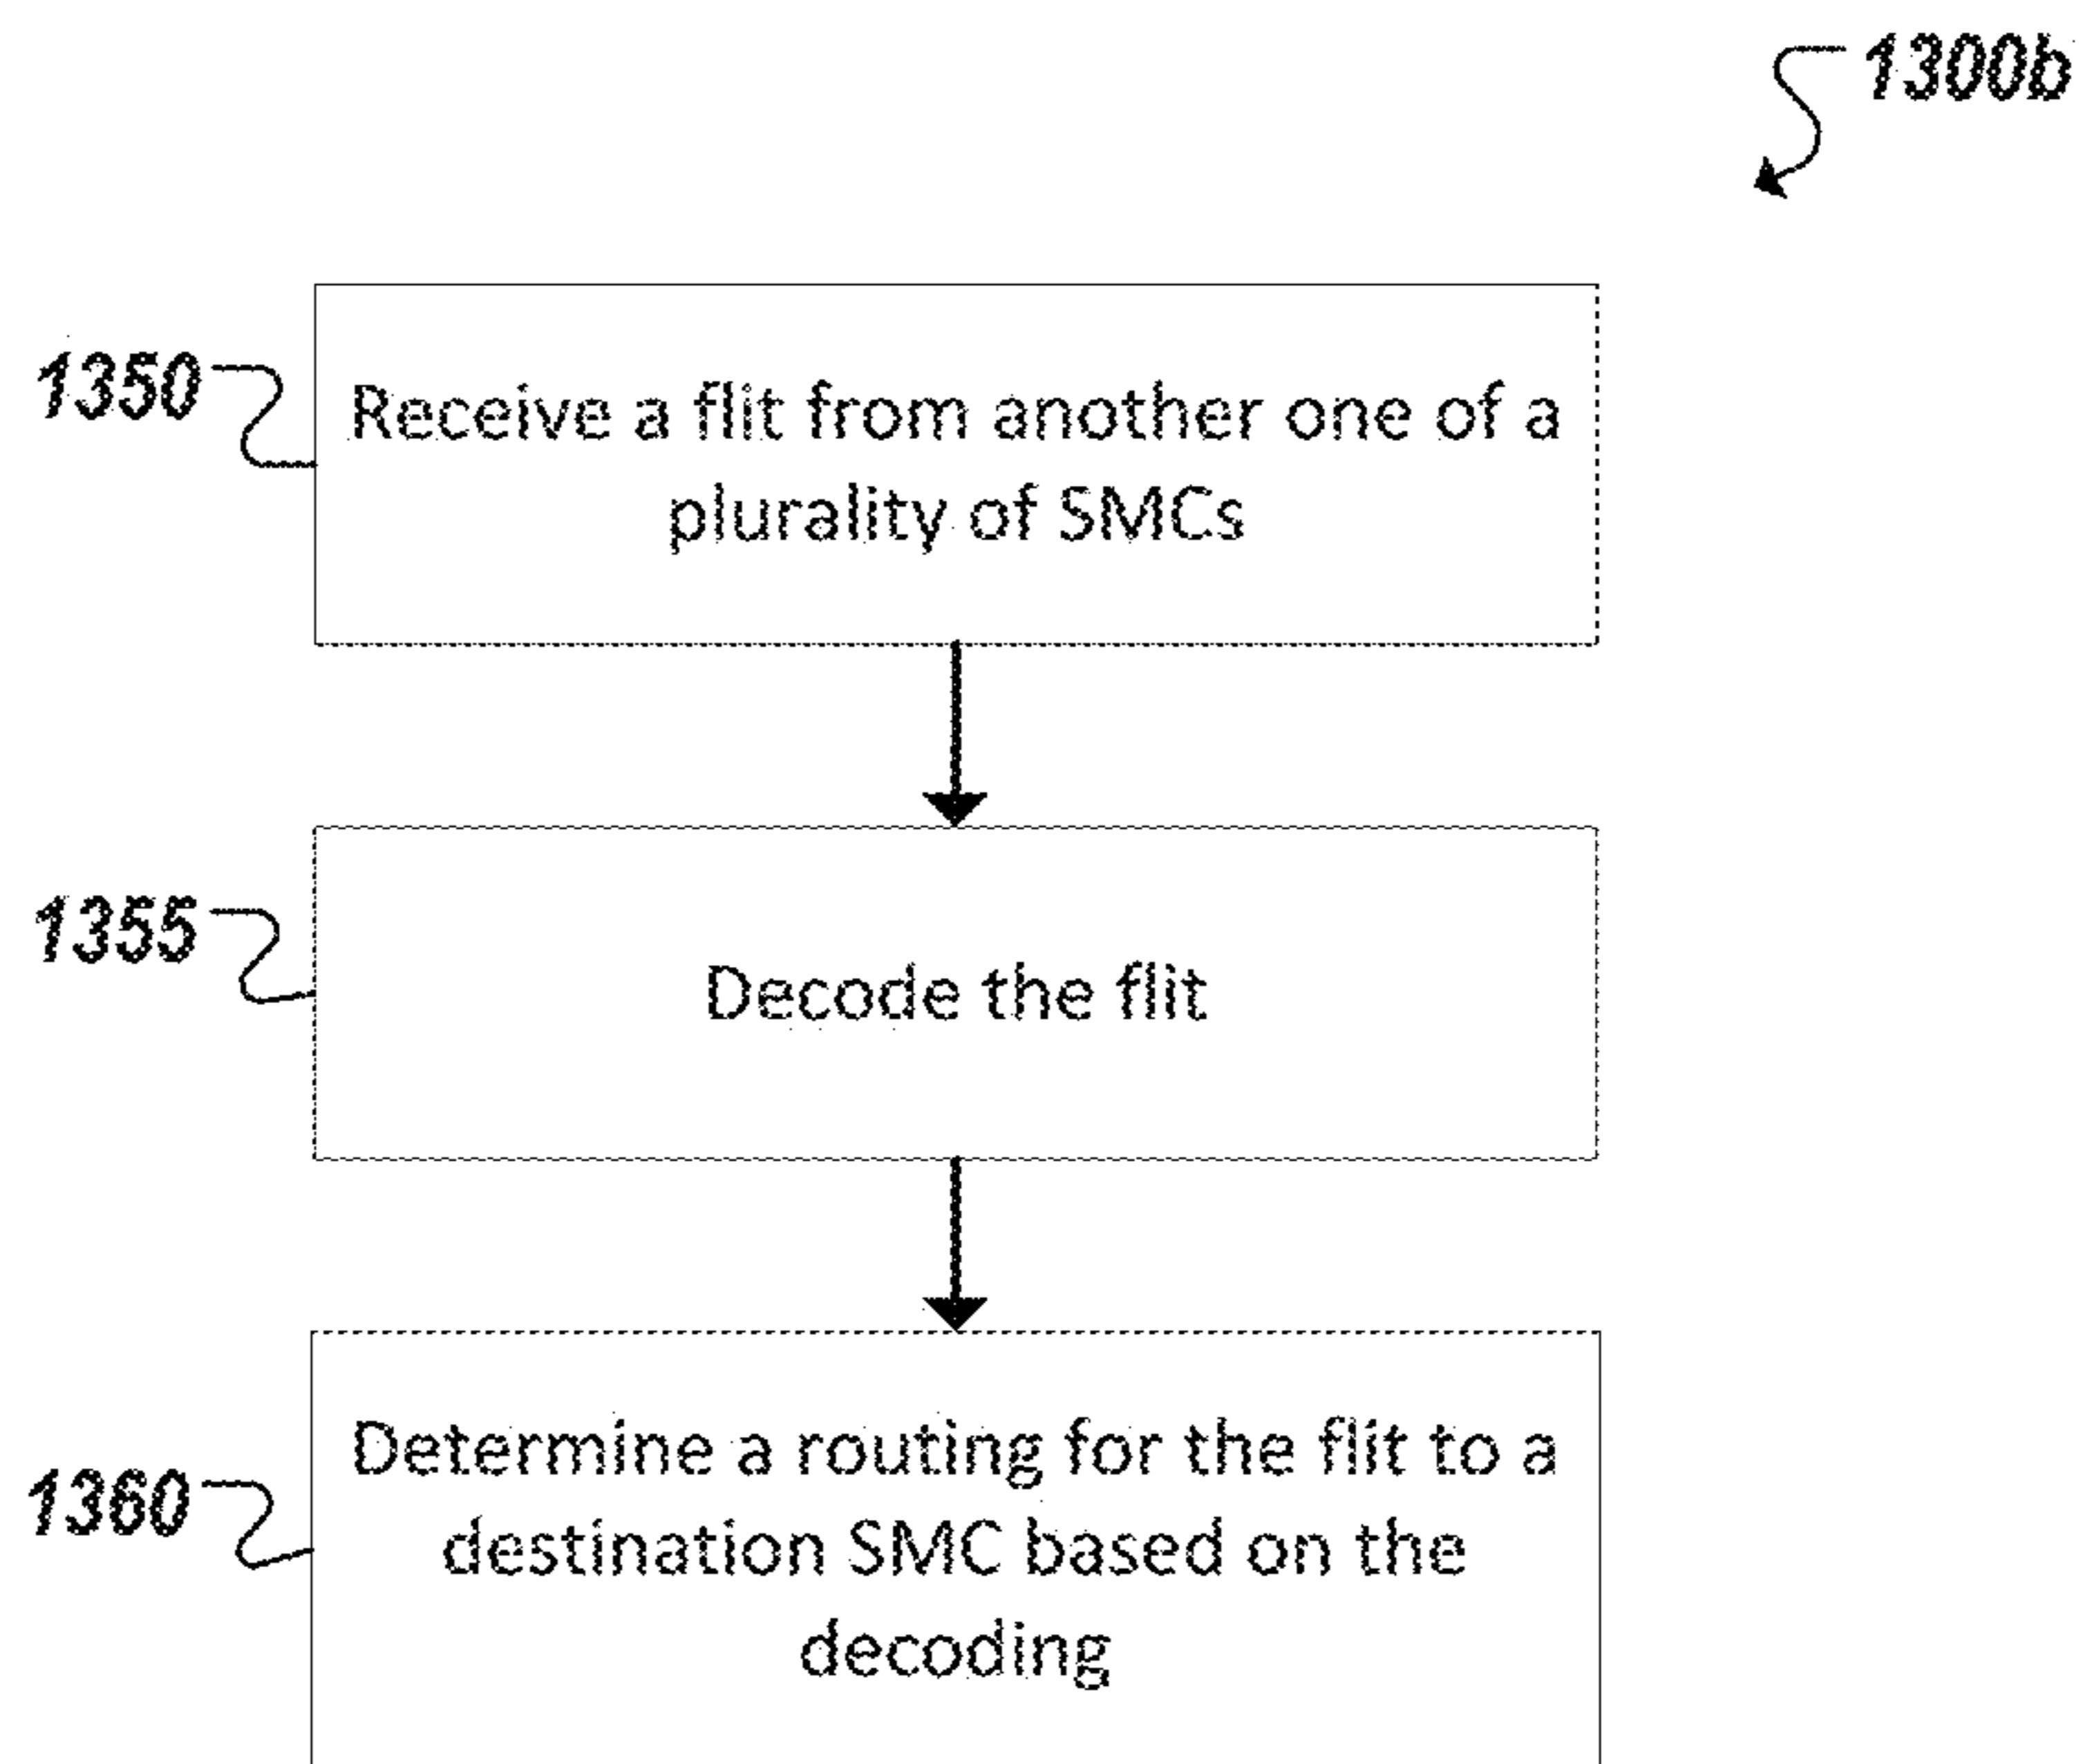 1300b
1350
Receive a flit from another one of a
plurality of SMCs
1355
Decode the flit
1360
Determine a routing for the flit to a
destination SMC based on the
decoding